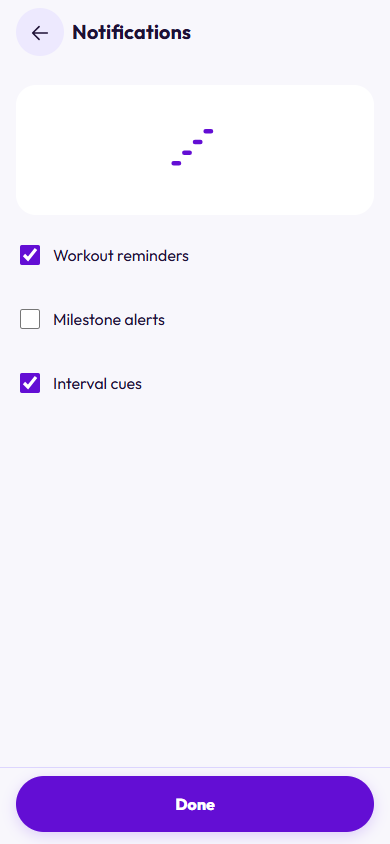 Notifications
Workout reminders
Milestone alerts
Interval cues
Done